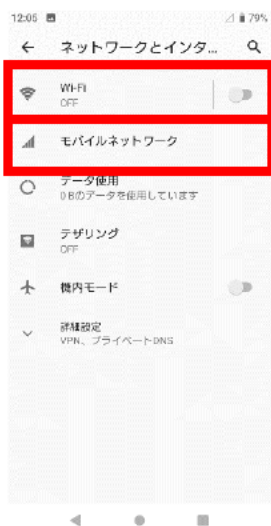 12:05 79%
ネットワークとインタ...
Wi-Fi
OFF
モバイルネットワーク
データ使用
0 Bのデータを使用しています
テザリング
OFF
機内モード
詳細設定
VPN、プライベートDNS